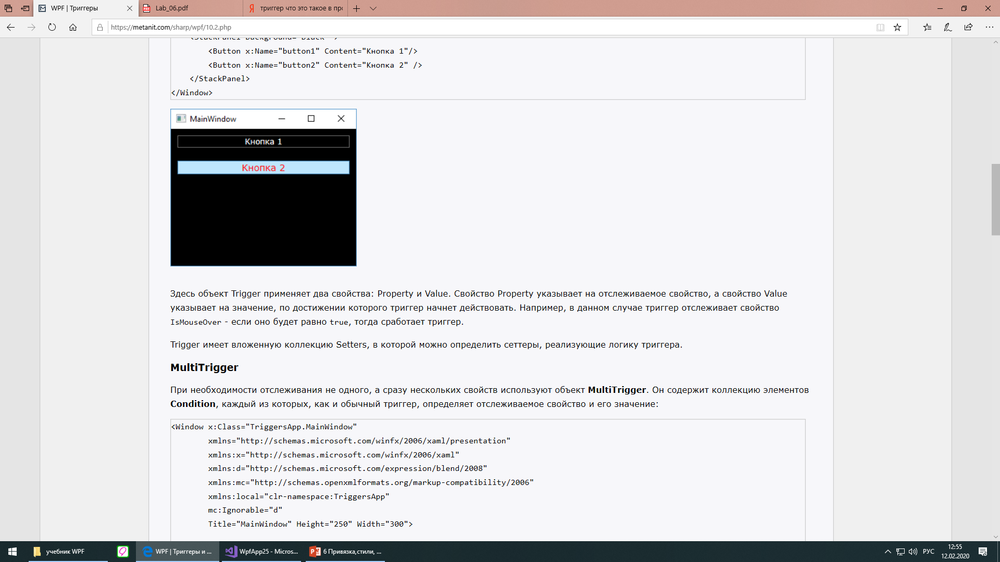 WPF | Триггеры
Lab_06.pdf
триггер что это такое в пр
https://metanit.com/sharp/wpf/10.2.php
<Button x:Name="button1" Content="Кнопка 1"/>
<Button x:Name="button2" Content="Кнопка 2" />
</StackPanel>
</Window>
MainWindow
Кнопка 1
Кнопка 2
Здесь объект Trigger применяет два свойства: Property и Value. Свойство Property указывает на отслеживаемое свойство, а свойство Value
указывает на значение, по достижении которого триггер начнет действовать. Например, в данном случае триггер отслеживает свойство
IsMouseOver - если оно будет равно true, тогда сработает триггер.
Trigger имеет вложенную коллекцию Setters, в которой можно определить сеттеры, реализующие логику триггера.
MultiTrigger
При необходимости отслеживания не одного, а сразу нескольких свойств используют объект MultiTrigger. Он содержит коллекцию элементов
Condition, каждый из которых, как и обычный триггер, определяет отслеживаемое свойство и его значение:
<Window x:Class="TriggersApp.MainWindow"
xmlns="http://schemas.microsoft.com/winfx/2006/xaml/presentation"
xmlns:x="http://schemas.microsoft.com/winfx/2006/xaml"
xmlns:d="http://schemas.microsoft.com/expression/blend/2008"
xmlns:mc="http://schemas.openxmlformats.org/markup-compatibility/2006"
xmlns:local="clr-namespace:TriggersApp"
mc:Ignorable="d"
Title="MainWindow" Height="250" Width="300">
учебник WPF
WPF | Триггеры и ...
WpfApp25 - Micros...
6 Привязка,стили, ...
РУС
12:55
12.02.2020